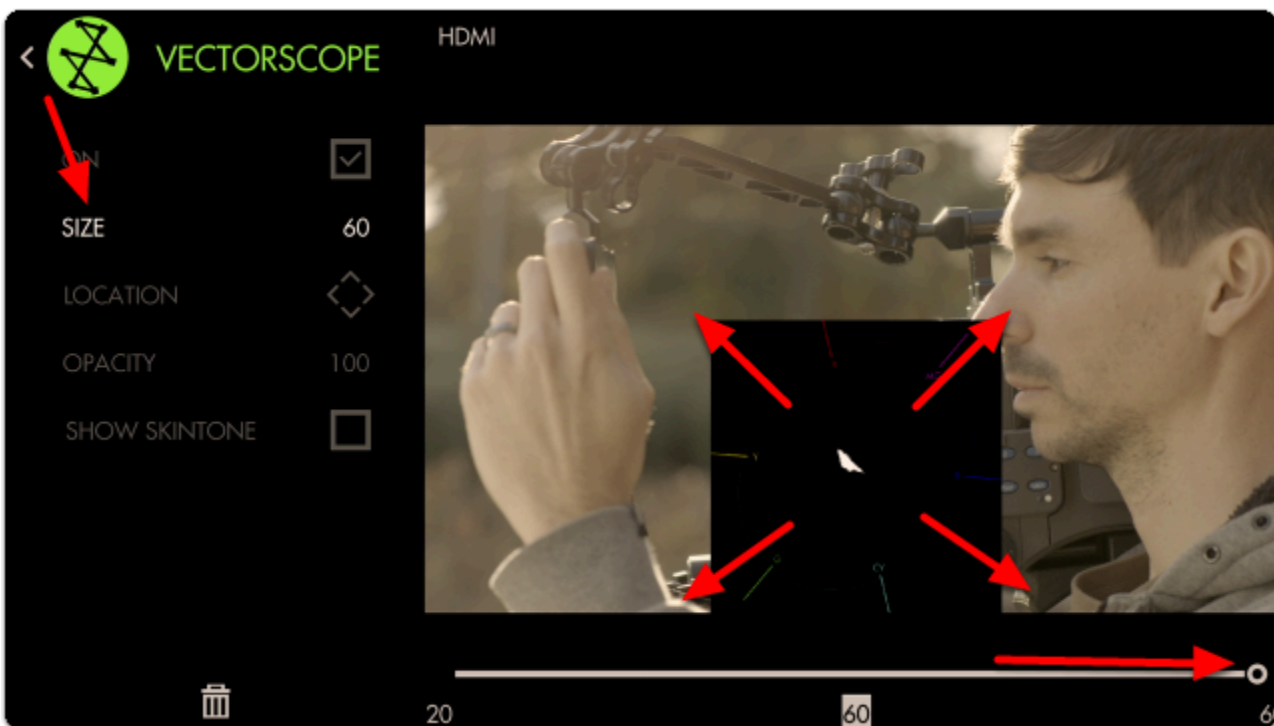 VECTORSCOPE
HDMI
ON
SIZE 60
LOCATION
OPACITY 100
SHOW SKINTONE
20 60